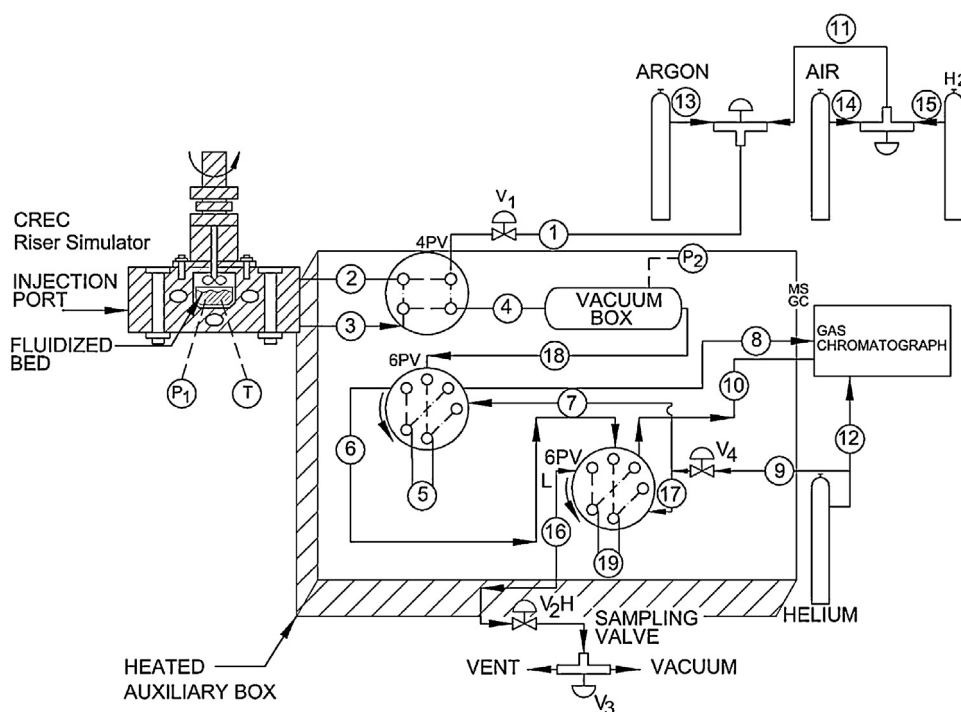 11
ARGON
AIR
H2
13
14
15
CREC
Riser Simulator
V1
1
4PV
INJECTION
PORT
2
P2
3
4
VACUUM
BOX
MS
GC
GAS
CHROMATOGRAPH
FLUIDIZED
BED
P1
T
18
8
6PV
7
10
6
12
6PV
L
V4
9
5
17
16
19
V2H
SAMPLING
VALVE
HELIUM
HEATED
AUXILIARY BOX
VENT
VACUUM
V3